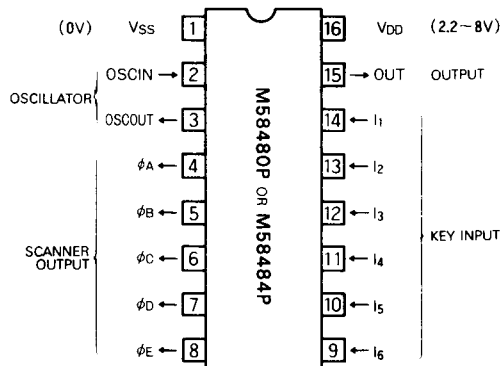 (0V) VSS 1 16 VDD (2.2~8V)
OSCIN → 2 15 → OUT OUTPUT
OSCILLATOR
OSCOUT ← 3 14 ← I1
φA ← 4 13 ← I2
φB ← 5 12 ← I3
SCANNER OUTPUT KEY INPUT
φC ← 6 11 ← I4
φD ← 7 10 ← I5
φE ← 8 9 ← I6
M58480P OR M58484P